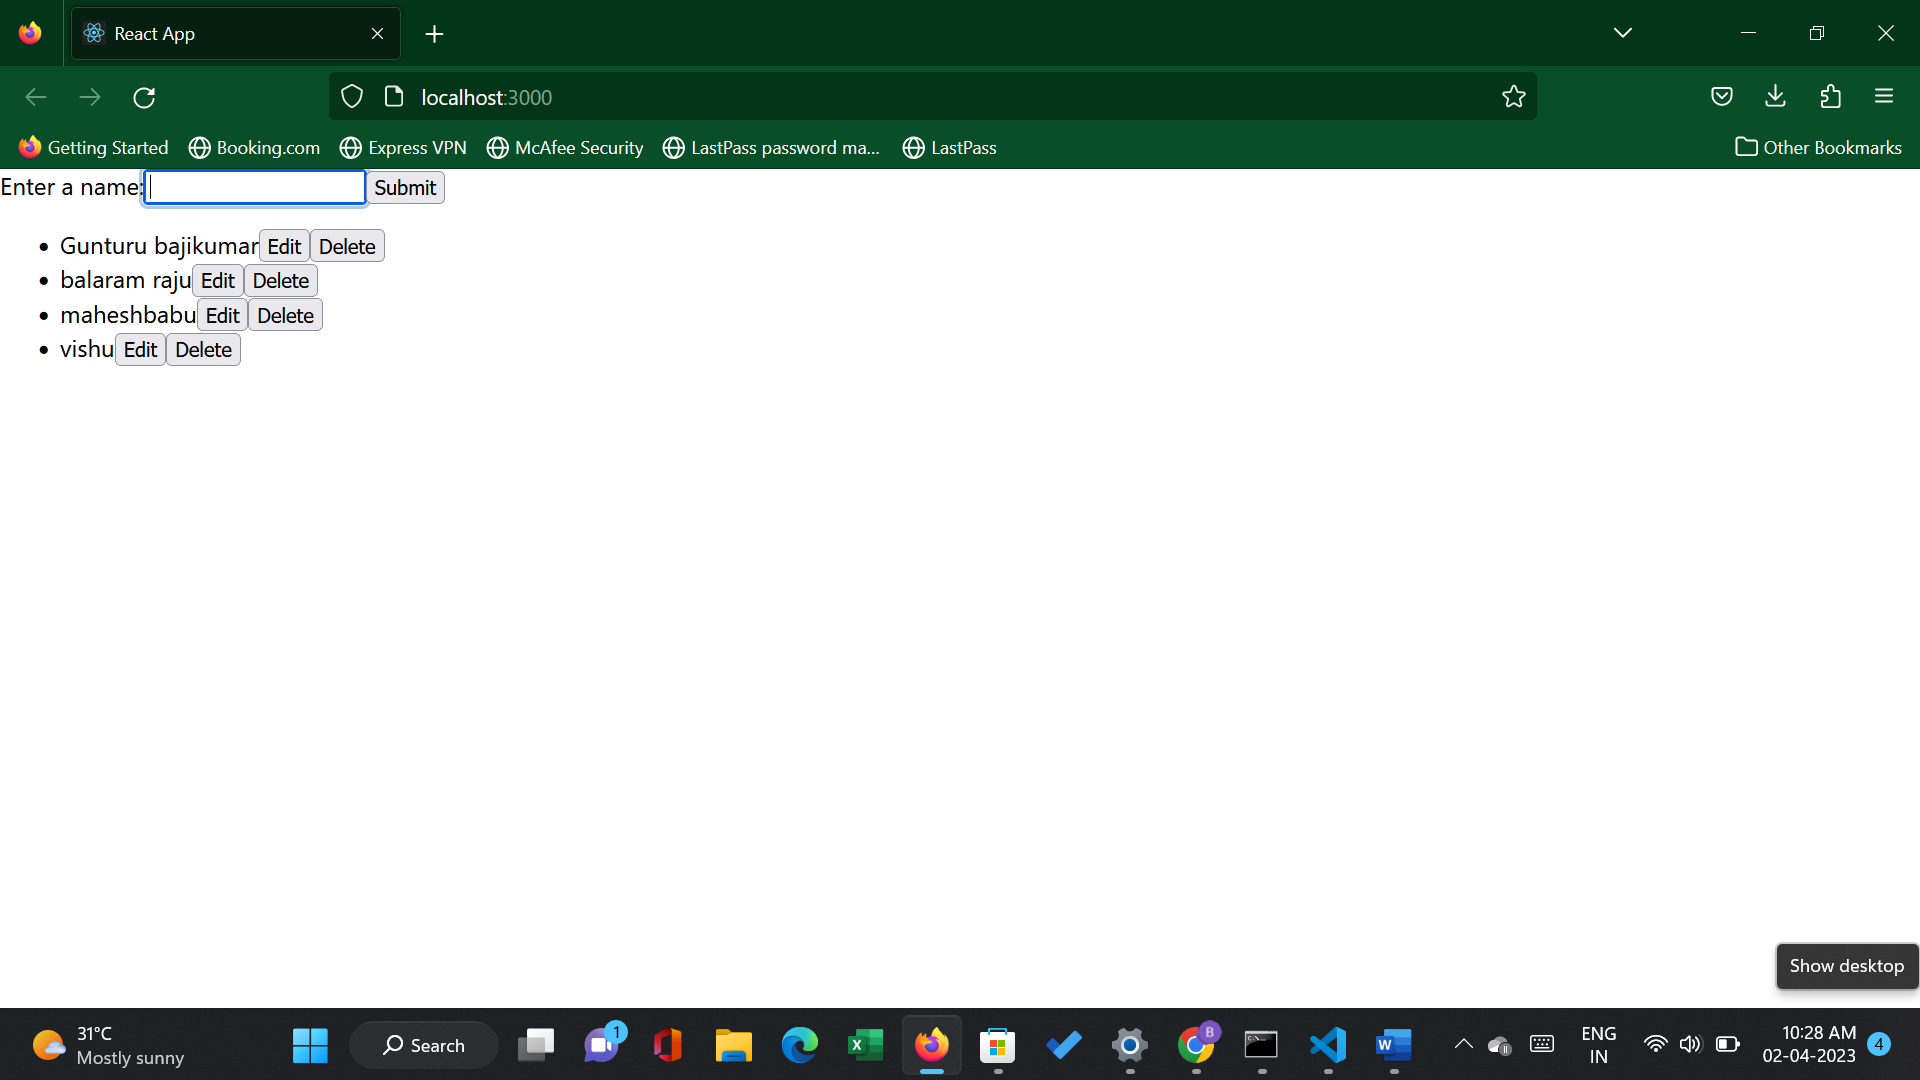 React App
localhost:3000
Getting Started Booking.com Express VPN McAfee Security LastPass password ma... LastPass Other Bookmarks
Enter a name: Submit
Gunturu bajikumar Edit Delete
balaram raju Edit Delete
maheshbabu Edit Delete
vishu Edit Delete
Show desktop
31°C
Mostly sunny
Search
1
B
ENG
IN
10:28 AM
02-04-2023
4